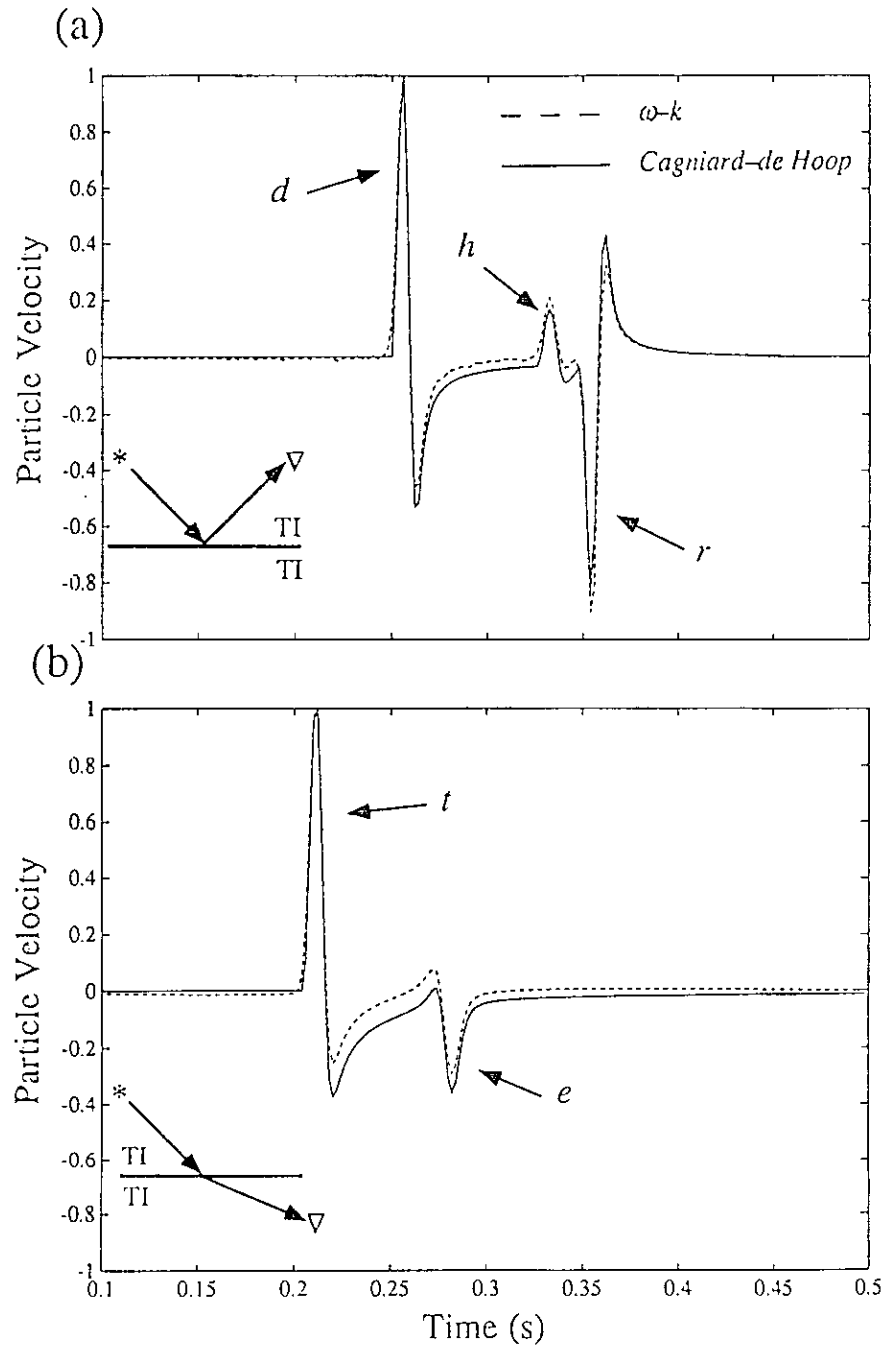 (a)
1
0.8
0.6
0.4
0.2
0
-0.2
-0.4
-0.6
-0.8
-1
Particle Velocity
ω–k
Cagniard–de Hoop
d
h
r
TI
TI
(b)
1
0.8
0.6
0.4
0.2
0
-0.2
-0.4
-0.6
-0.8
-1
Particle Velocity
t
e
TI
TI
0.1 0.15 0.2 0.25 0.3 0.35 0.4 0.45 0.5
Time (s)